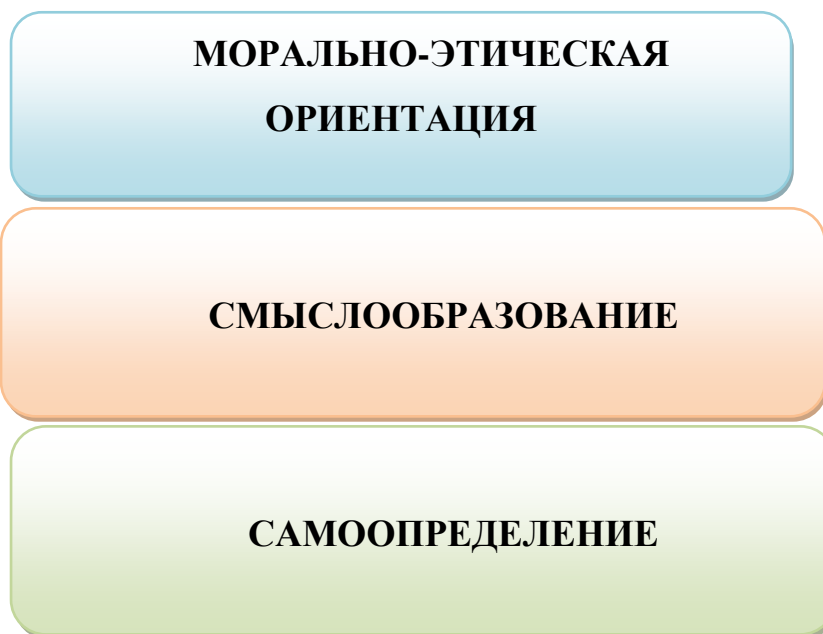 МОРАЛЬНО-ЭТИЧЕСКАЯ
ОРИЕНТАЦИЯ
СМЫСЛООБРАЗОВАНИЕ
САМООПРЕДЕЛЕНИЕ